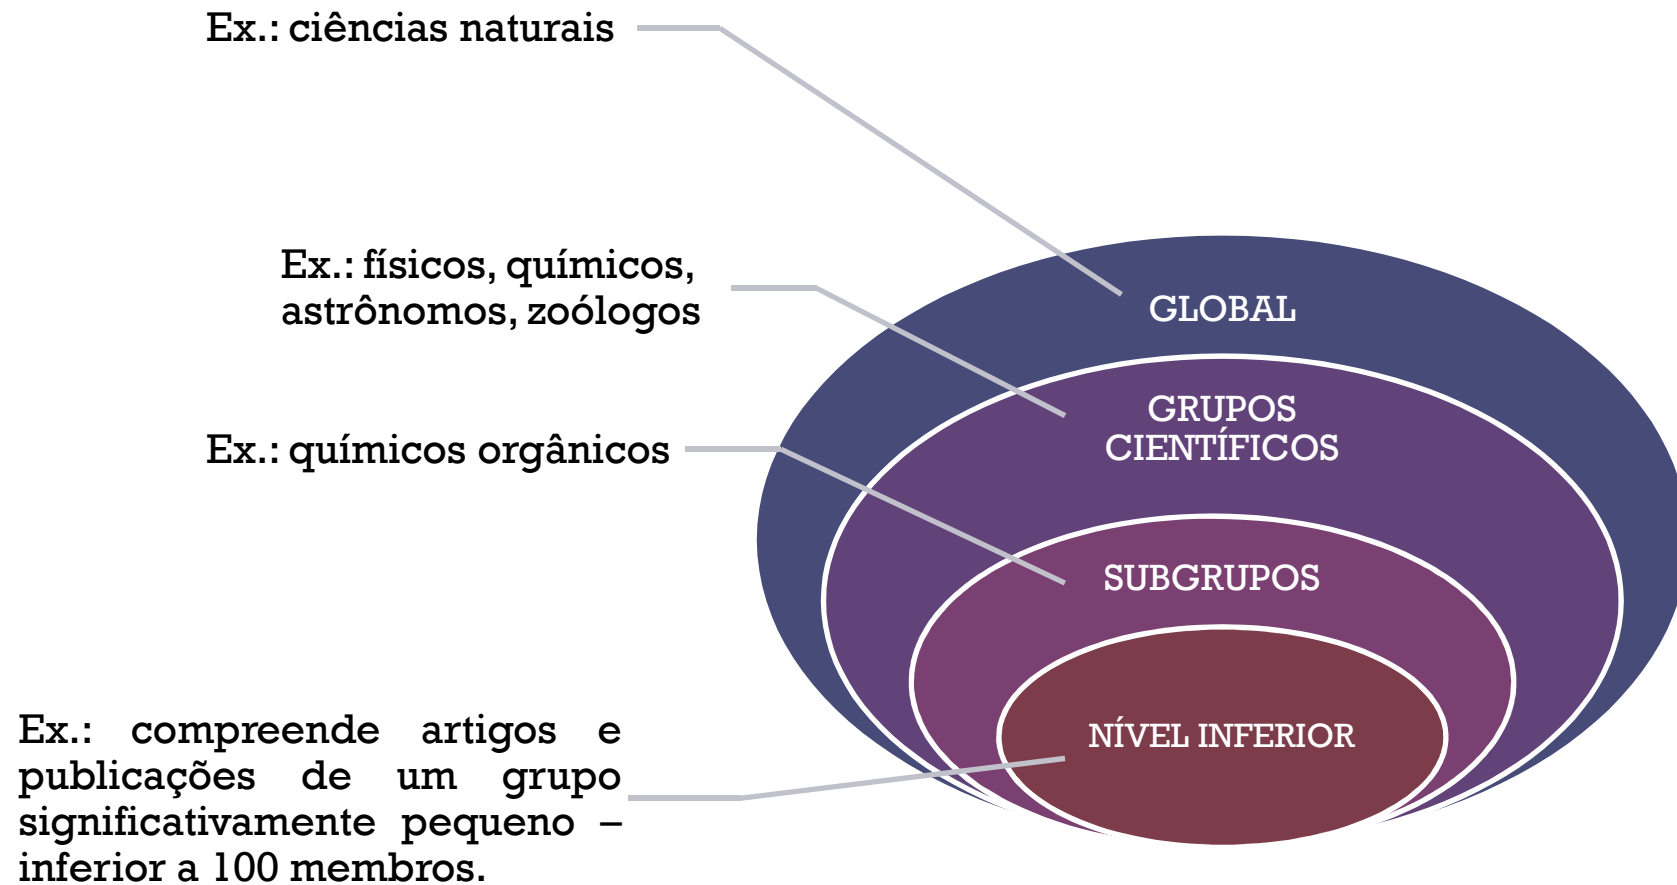 Ex.: ciências naturais
GLOBAL
Ex.: físicos, químicos,
astrônomos, zoólogos
GRUPOS
CIENTÍFICOS
Ex.: químicos orgânicos
SUBGRUPOS
NÍVEL INFERIOR
Ex.: compreende artigos e
publicações de um grupo
significativamente pequeno –
inferior a 100 membros.